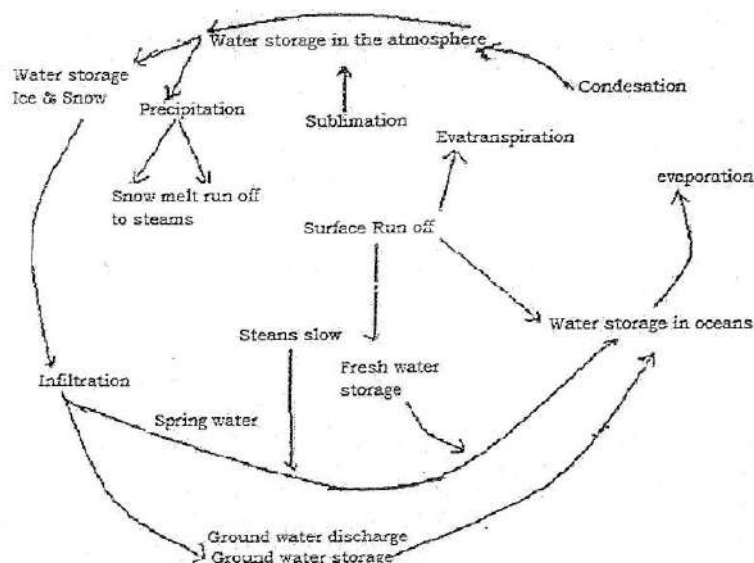 Water storage in the atmosphere
Water storage
Ice & Snow
Condesation
Precipitation
Sublimation
Evatranspiration
evaporation
Snow melt run off
to steams
Surface Run off
Water storage in oceans
Steans slow
Fresh water
storage
Infiltration
Spring water
Ground water discharge
Ground water storage